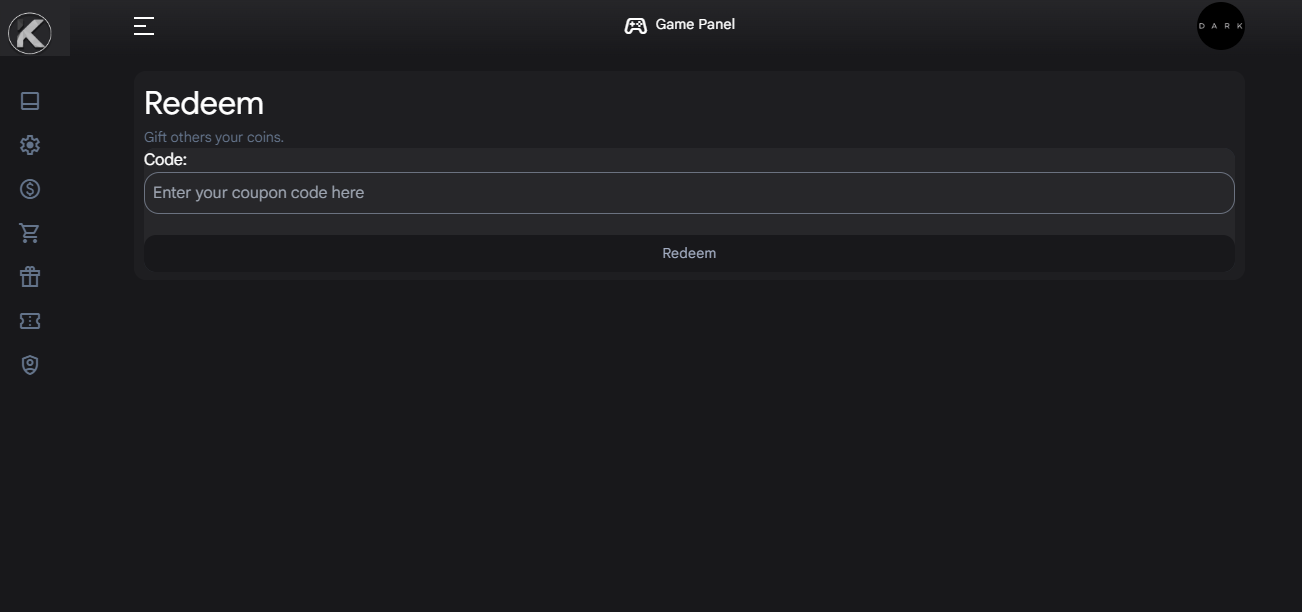 K
Game Panel
DARK
Redeem
Gift others your coins.
Code:
Enter your coupon code here
Redeem